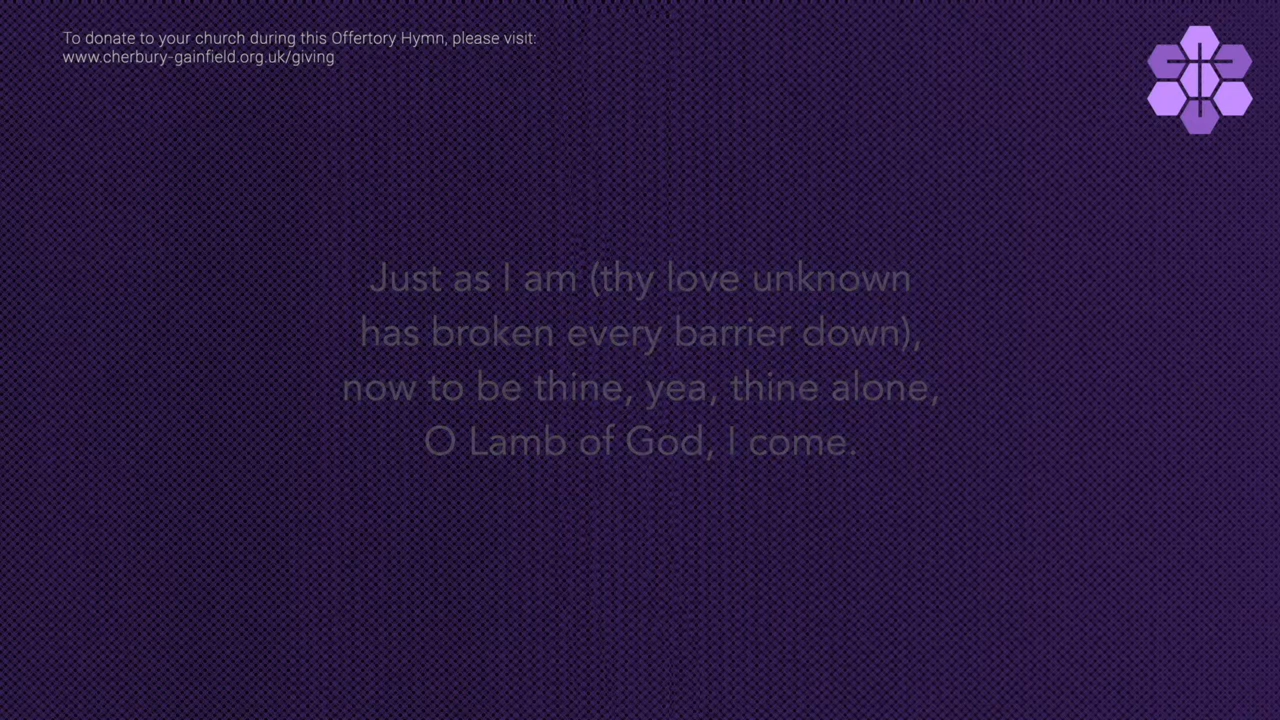 To donate to your church during this Offertory Hymn, please visit:
www.cherbury-gainfield.org.uk/giving
Just as I am (thy love unknown
has broken every barrier down),
now to be thine, yea, thine alone,
O Lamb of God, I come.